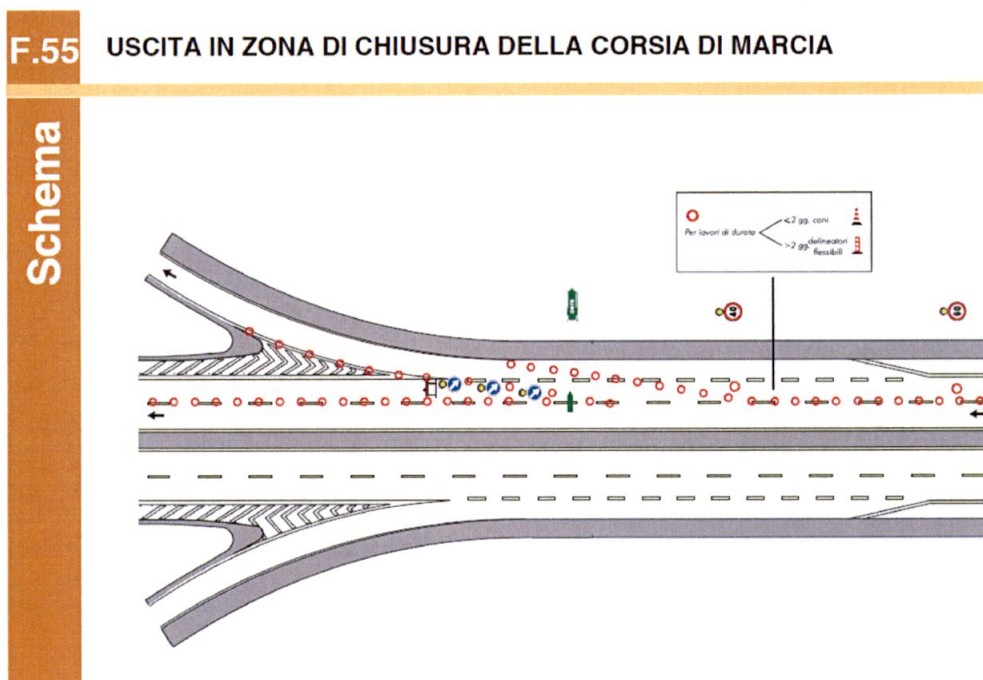 F.55 USCITA IN ZONA DI CHIUSURA DELLA CORSIA DI MARCIA
Schema
Per lavori di durata
≤2 gg. coni
>2 gg. delineatori
flessibili
40
60